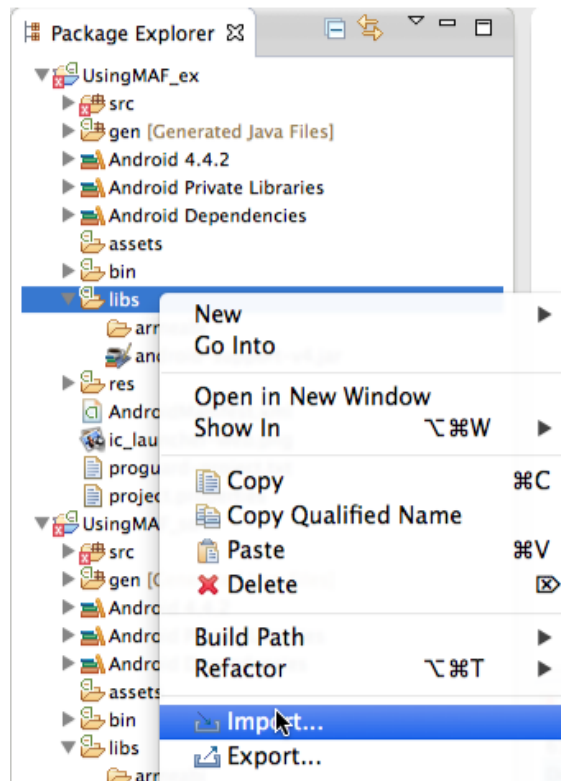 Package Explorer
UsingMAF_ex
src
gen [Generated Java Files]
Android 4.4.2
Android Private Libraries
Android Dependencies
assets
bin
libs
New
Go Into
res
Open in New Window
Show In ⌥⌘W
Copy ⌘C
Copy Qualified Name
Paste ⌘V
src
Delete ⌦
gen
Build Path
Refactor ⌥⌘T
assets
bin
Import...
libs
Export...